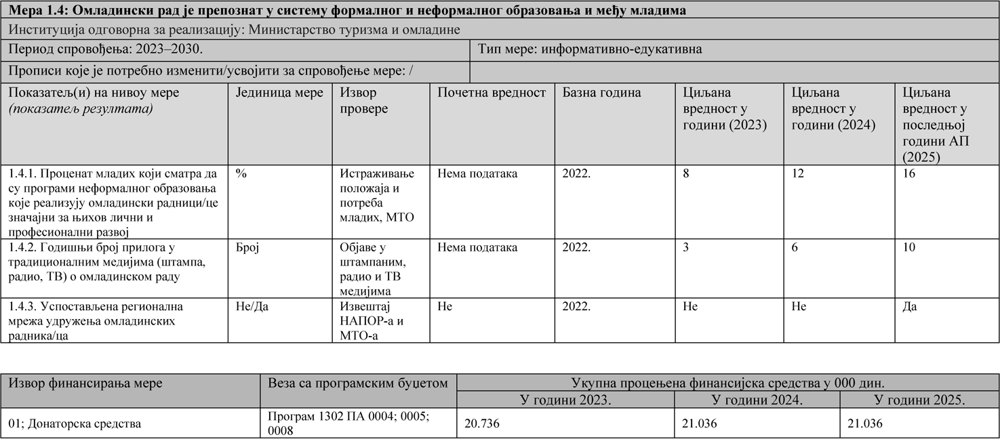 Мера 1.4: Омладински рад је препознат у систему формалног и неформалног образовања и међу младима
Институција одговорна за реализацију: Министарство туризма и омладине
Период спровођења: 2023–2030.
Тип мере: информативно-едукативна
Прописи које је потребно изменити/усвојити за спровођење мере: /
Показатељ(и) на нивоу мере
(показатељ резултата)
Јединица мере
Извор
провере
Почетна вредност
Базна година
Циљана
вредност у
години (2023)
Циљана
вредност у
години (2024)
Циљана
вредност у
последњој
години АП
(2025)
1.4.1. Проценат младих који сматра да
су програми неформалног образовања
које реализују омладински радници/це
значајни за њихов лични и
професионални развој
%
Истраживање
положаја и
потреба
младих, МТО
Нема података
2022.
8
12
16
1.4.2. Годишњи број прилога у
традиционалним медијима (штампа,
радио, ТВ) о омладинском раду
Број
Објаве у
штампаним,
радио и ТВ
медијима
Нема података
2022.
3
6
10
1.4.3. Успостављена регионална
мрежа удружења омладинских
радника/ца
Не/Да
Извештај
НАПОР-а и
МТО-а
Не
2022.
Не
Не
Да
Извор финансирања мере
Веза са програмским буџетом
Укупна процењена финансијска средства у 000 дин.
У години 2023.
У години 2024.
У години 2025.
01; Донаторска средства
Програм 1302 ПА 0004; 0005;
0008
20.736
21.036
21.036